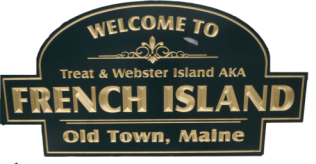 WELCOME TO
Treat & Webster Island AKA
FRENCH ISLAND
Old Town, Maine